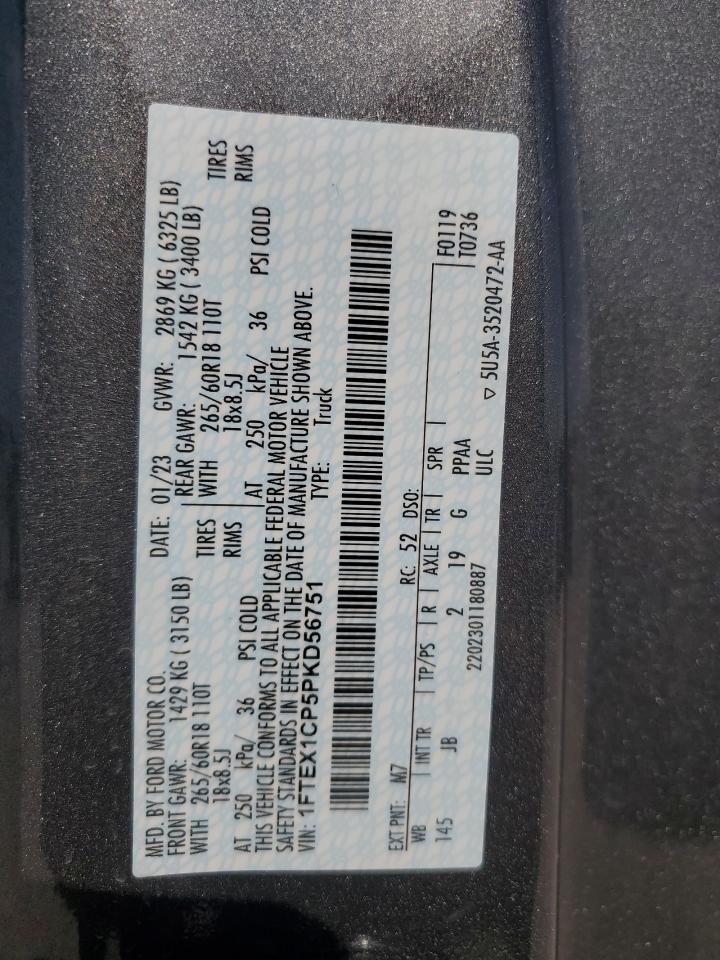 MFD. BY FORD MOTOR CO.
DATE: 01/23 GVWR: 2869 KG ( 6325 LB)
FRONT GAWR: 1429 KG ( 3150 LB)
REAR GAWR: 1542 KG ( 3400 LB)
WITH 265/60R18 110T TIRES
WITH 265/60R18 110T TIRES
18x8.5J RIMS
18x8.5J RIMS
AT 250 kPa/ 36 PSI COLD
AT 250 kPa/ 36 PSI COLD
THIS VEHICLE CONFORMS TO ALL APPLICABLE FEDERAL MOTOR VEHICLE
SAFETY STANDARDS IN EFFECT ON THE DATE OF MANUFACTURE SHOWN ABOVE.
VIN: 1FTEX1CP5PKD56751 TYPE: Truck
EXT PNT: M7 RC: 52 DSO: F0119
WB | INT TR | TP/PS | R | AXLE | TR | SPR | T0736
145 JB 2 19 G PPAA
2202301180887 ULC
▽ 5U5A-3520472-AA